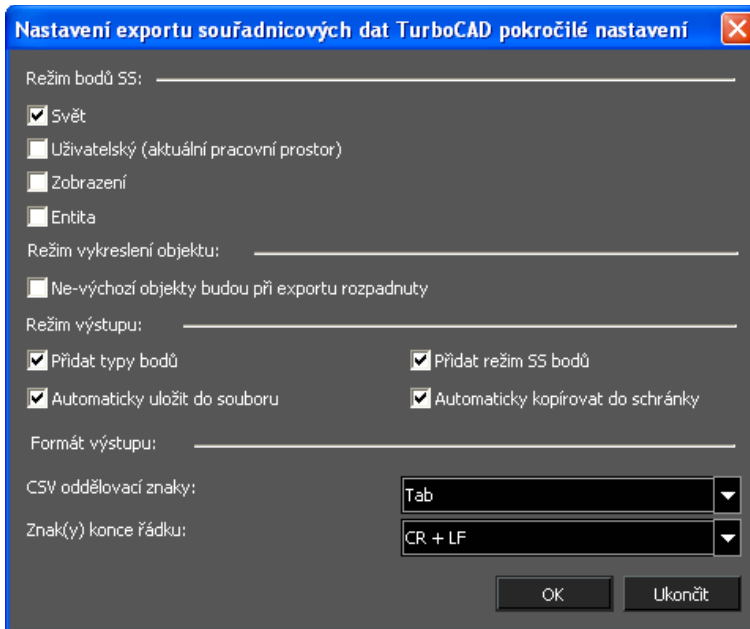 Nastavení exportu souřadnicových dat TurboCAD pokročilé nastavení
Režim bodů SS:
Svět
Uživatelský (aktuální pracovní prostor)
Zobrazení
Entita
Režim vykreslení objektu:
Ne-výchozí objekty budou při exportu rozpadnuty
Režim výstupu:
Přidat typy bodů Přidat režim SS bodů
Automaticky uložit do souboru Automaticky kopírovat do schránky
Formát výstupu:
CSV oddělovací znaky: Tab
Znak(y) konce řádku: CR + LF
OK Ukončit